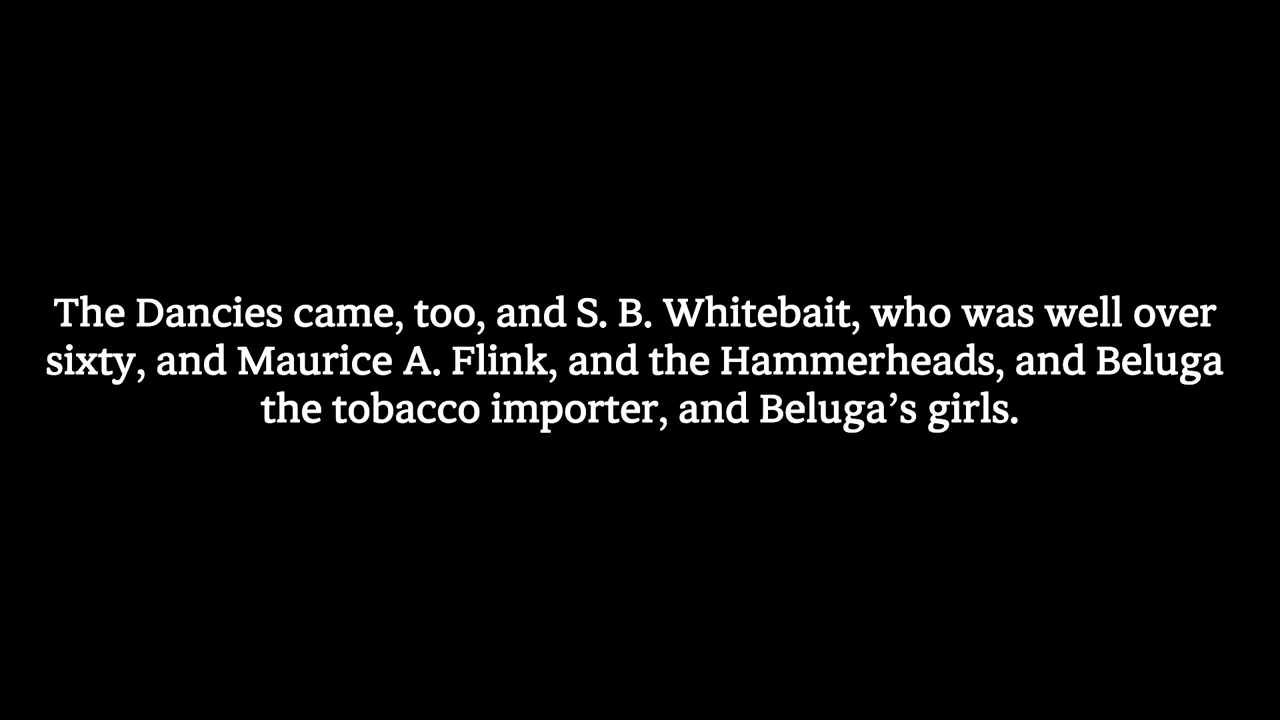 The Dancies came, too, and S. B. Whitebait, who was well over
sixty, and Maurice A. Flink, and the Hammerheads, and Beluga
the tobacco importer, and Beluga’s girls.